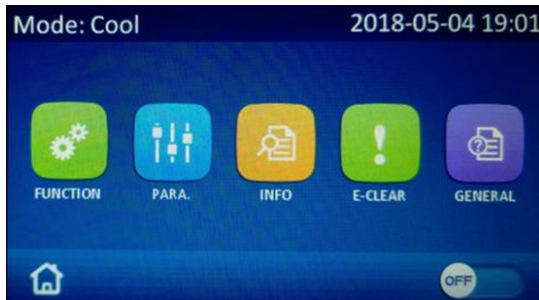 Mode: Cool 2018-05-04 19:01
FUNCTION PARA. INFO E-CLEAR GENERAL
OFF